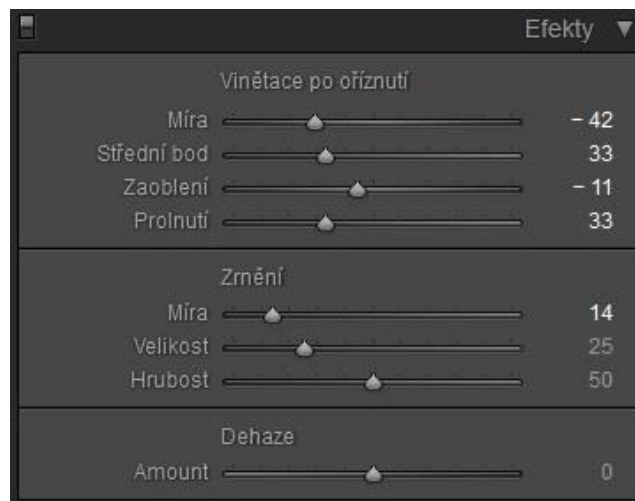 Efekty
Vinětace po oříznutí
Míra − 42
Střední bod 33
Zaoblení − 11
Prolnutí 33
Zrnění
Míra 14
Velikost 25
Hrubost 50
Dehaze
Amount 0